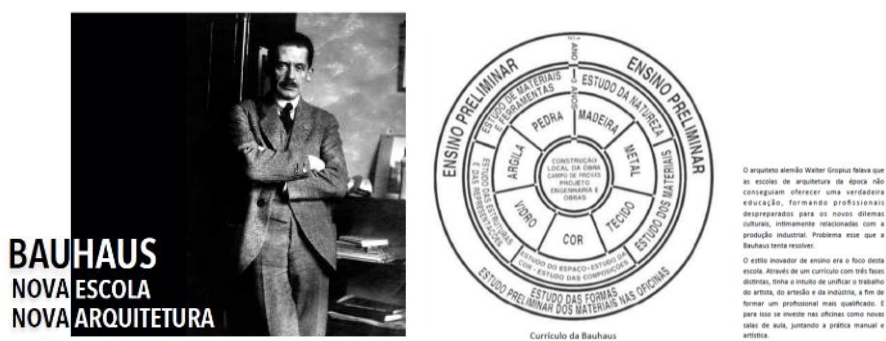 BAUHAUS
NOVA ESCOLA
NOVA ARQUITETURA
ENSINO PRELIMINAR
ENSINO PRELIMINAR
ANO
3 ANOS
ESTUDO DE MATERIAIS
E FERRAMENTAS
ESTUDO DA NATUREZA
ESTUDO DOS MATERIAIS
ESTUDO DAS ESTRUTURAS
E DAS REPRESENTAÇÕES
ESTUDO DO ESPAÇO-ESTUDO DA
COR - ESTUDO DAS COMPOSIÇÕES
PEDRA
MADEIRA
METAL
TECIDO
COR
VIDRO
ARGILA
CONSTRUÇÃO
LOCAL DA OBRA
CAMPO DE PROVAS
PROJETO
ENGENHARIA E
OBRAS
ESTUDO DAS FORMAS
ESTUDO PRELIMINAR DOS MATERIAIS NAS OFICINAS
Currículo da Bauhaus
O arquiteto alemão Walter Gropius falava que
as escolas de arquitetura da época não
conseguiam oferecer uma verdadeira
educação, formando profissionais
despreparados para os novos dilemas
culturais, intimamente relacionadas com a
produção industrial. Problema esse que a
Bauhaus tenta resolver.
O estilo inovador de ensino era o foco desta
escola. Através de um currículo com três fases
distintas, tinha o intuito de unificar o trabalho
do artista, do artesão e da indústria, a fim de
formar um profissional mais qualificado. E
para isso se investe nas oficinas como novas
salas de aula, juntando a prática manual e
artística.